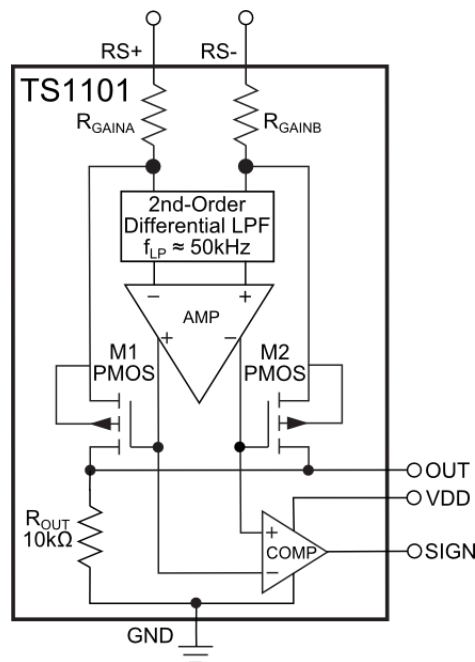 RS+ RS-
TS1101
RGAINA RGAINB
2nd-Order
Differential LPF
fLP ≈ 50kHz
− +
AMP
+ −
M1
PMOS
M2
PMOS
OUT
VDD
ROUT
10kΩ
+
COMP
−
SIGN
GND